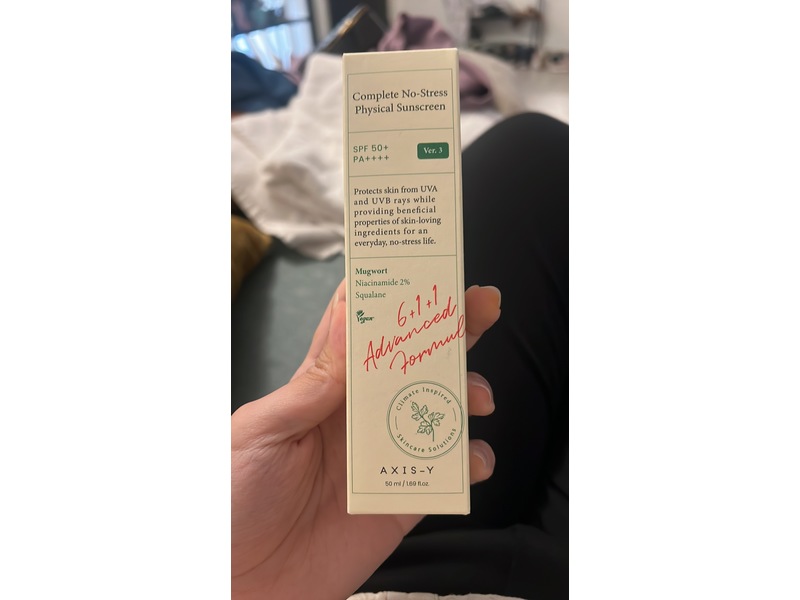 Complete No-Stress
Physical Sunscreen
SPF 50+
PA++++
Ver. 3
Protects skin from UVA
and UVB rays while
providing beneficial
properties of skin-loving
ingredients for an
everyday, no-stress life.
Mugwort
Niacinamide 2%
Squalane
Vegan
6+1+1
Advanced
Formul
Climate Inspired
Skincare Solutions
AXIS-Y
50 ml / 1.69 fl.oz.